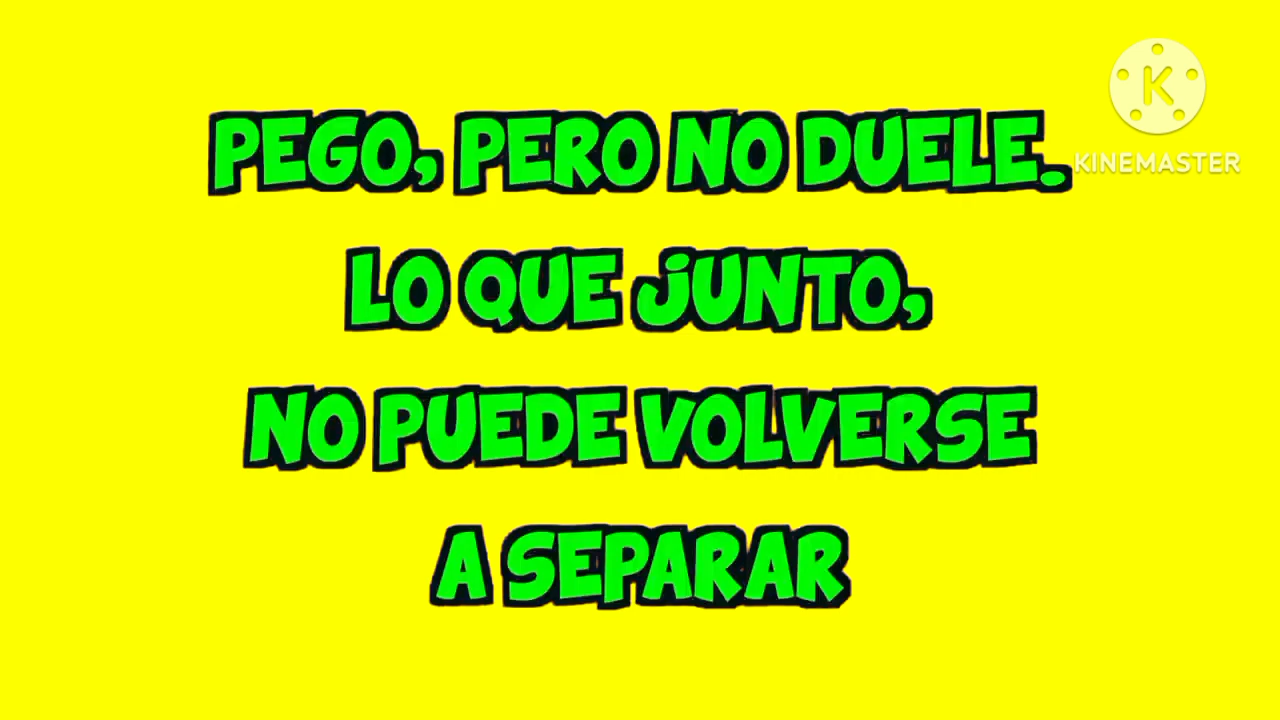 PEGO, PERO NO DUELE.
KINEMASTER
LO QUE JUNTO,
NO PUEDE VOLVERSE
A SEPARAR